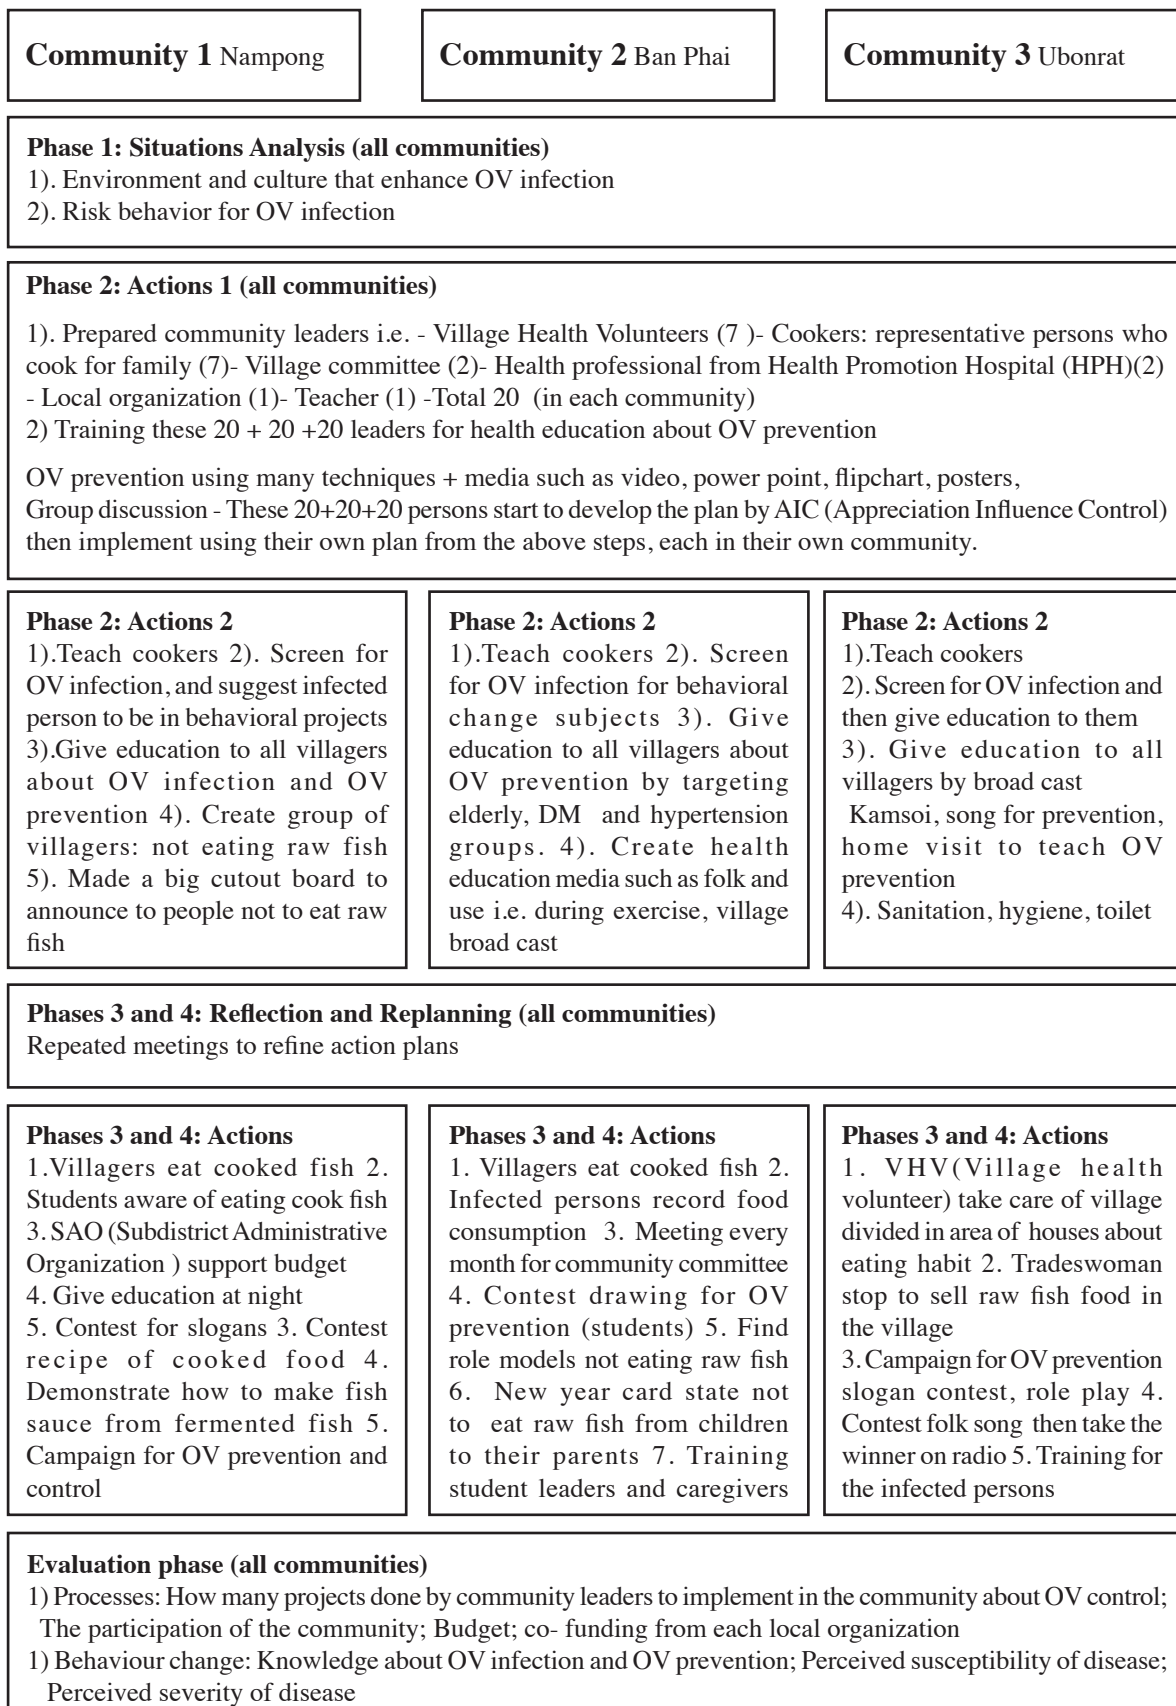 Community 1 Nampong
Community 2 Ban Phai
Community 3 Ubonrat
Phase 1: Situations Analysis (all communities)
1). Environment and culture that enhance OV infection
2). Risk behavior for OV infection
Phase 2: Actions 1 (all communities)
1). Prepared community leaders i.e. - Village Health Volunteers (7 )- Cookers: representative persons who
cook for family (7)- Village committee (2)- Health professional from Health Promotion Hospital (HPH)(2)
- Local organization (1)- Teacher (1) -Total 20 (in each community)
2) Training these 20 + 20 +20 leaders for health education about OV prevention
OV prevention using many techniques + media such as video, power point, flipchart, posters,
Group discussion - These 20+20+20 persons start to develop the plan by AIC (Appreciation Influence Control)
then implement using their own plan from the above steps, each in their own community.
Phase 2: Actions 2
1).Teach cookers 2). Screen for
OV infection, and suggest infected
person to be in behavioral projects
3).Give education to all villagers
about OV infection and OV
prevention 4). Create group of
villagers: not eating raw fish
5). Made a big cutout board to
announce to people not to eat raw
fish
Phase 2: Actions 2
1).Teach cookers 2). Screen
for OV infection for behavioral
change subjects 3). Give
education to all villagers about
OV prevention by targeting
elderly, DM and hypertension
groups. 4). Create health
education media such as folk and
use i.e. during exercise, village
broad cast
Phase 2: Actions 2
1).Teach cookers
2). Screen for OV infection and
then give education to them
3). Give education to all
villagers by broad cast
Kamsoi, song for prevention,
home visit to teach OV
prevention
4). Sanitation, hygiene, toilet
Phases 3 and 4: Reflection and Replanning (all communities)
Repeated meetings to refine action plans
Phases 3 and 4: Actions
1.Villagers eat cooked fish 2.
Students aware of eating cook fish
3. SAO (Subdistrict Administrative
Organization ) support budget
4. Give education at night
5. Contest for slogans 3. Contest
recipe of cooked food 4.
Demonstrate how to make fish
sauce from fermented fish 5.
Campaign for OV prevention and
control
Phases 3 and 4: Actions
1. Villagers eat cooked fish 2.
Infected persons record food
consumption 3. Meeting every
month for community committee
4. Contest drawing for OV
prevention (students) 5. Find
role models not eating raw fish
6. New year card state not
to eat raw fish from children
to their parents 7. Training
student leaders and caregivers
Phases 3 and 4: Actions
1. VHV(Village health
volunteer) take care of village
divided in area of houses about
eating habit 2. Tradeswoman
stop to sell raw fish food in
the village
3. Campaign for OV prevention
slogan contest, role play 4.
Contest folk song then take the
winner on radio 5. Training for
the infected persons
Evaluation phase (all communities)
1) Processes: How many projects done by community leaders to implement in the community about OV control;
The participation of the community; Budget; co- funding from each local organization
1) Behaviour change: Knowledge about OV infection and OV prevention; Perceived susceptibility of disease;
Perceived severity of disease